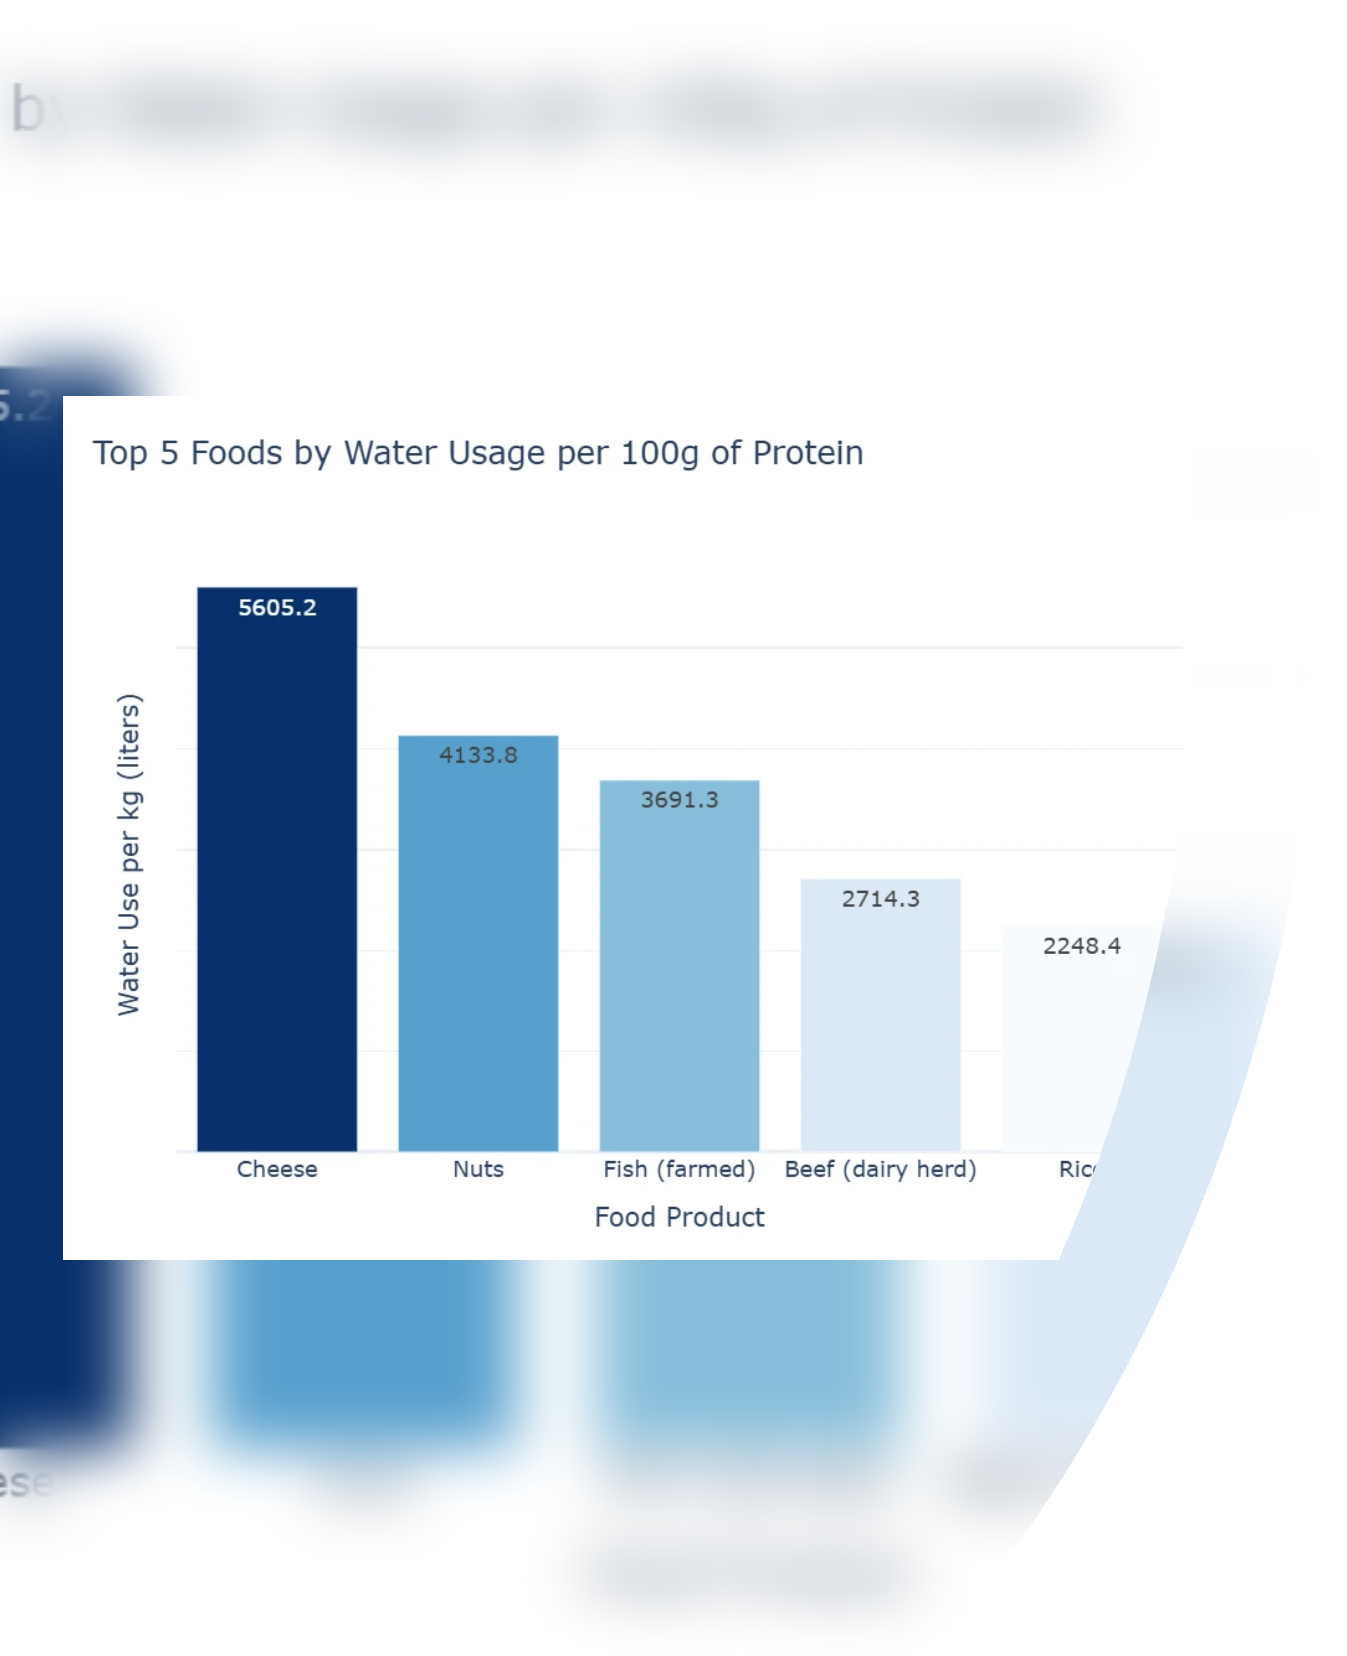 Top 5 Foods by Water Usage per 100g of Protein
Water Use per kg (liters)
5605.2
4133.8
3691.3
2714.3
2248.4
Cheese
Nuts
Fish (farmed)
Beef (dairy herd)
Food Product